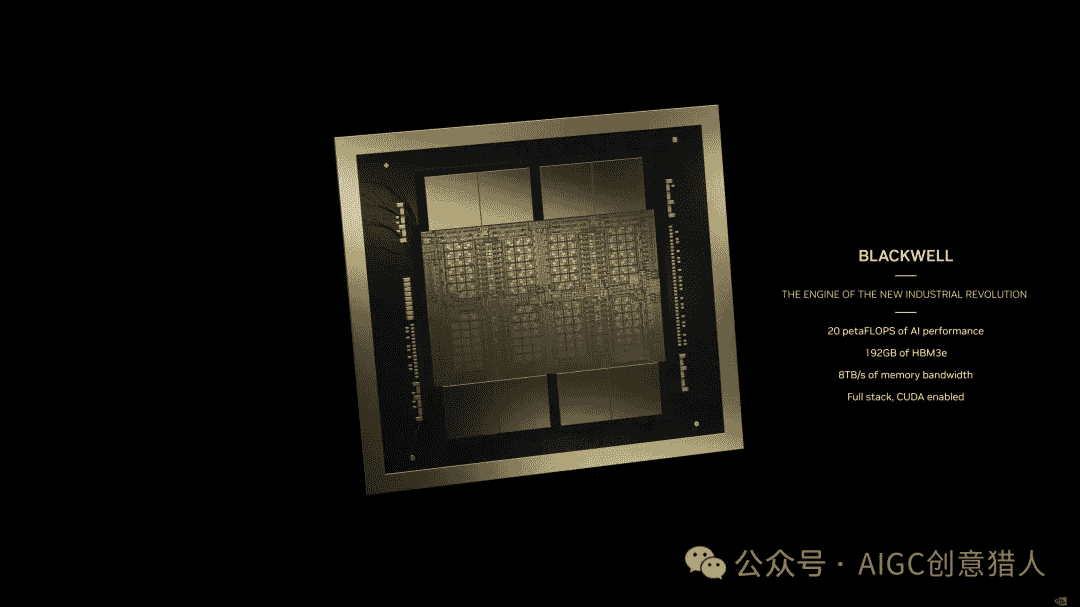 BLACKWELL
THE ENGINE OF THE NEW INDUSTRIAL REVOLUTION
20 petaFLOPS of AI performance
192GB of HBM3e
8TB/s of memory bandwidth
Full stack, CUDA enabled
公众号 · AIGC创意猎人